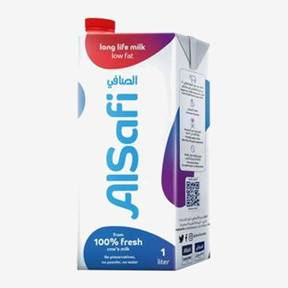 long life milk
low fat
الصافي
AlSafi
from
100% fresh
cow's milk
No preservatives,
no powder, no water
1
liter